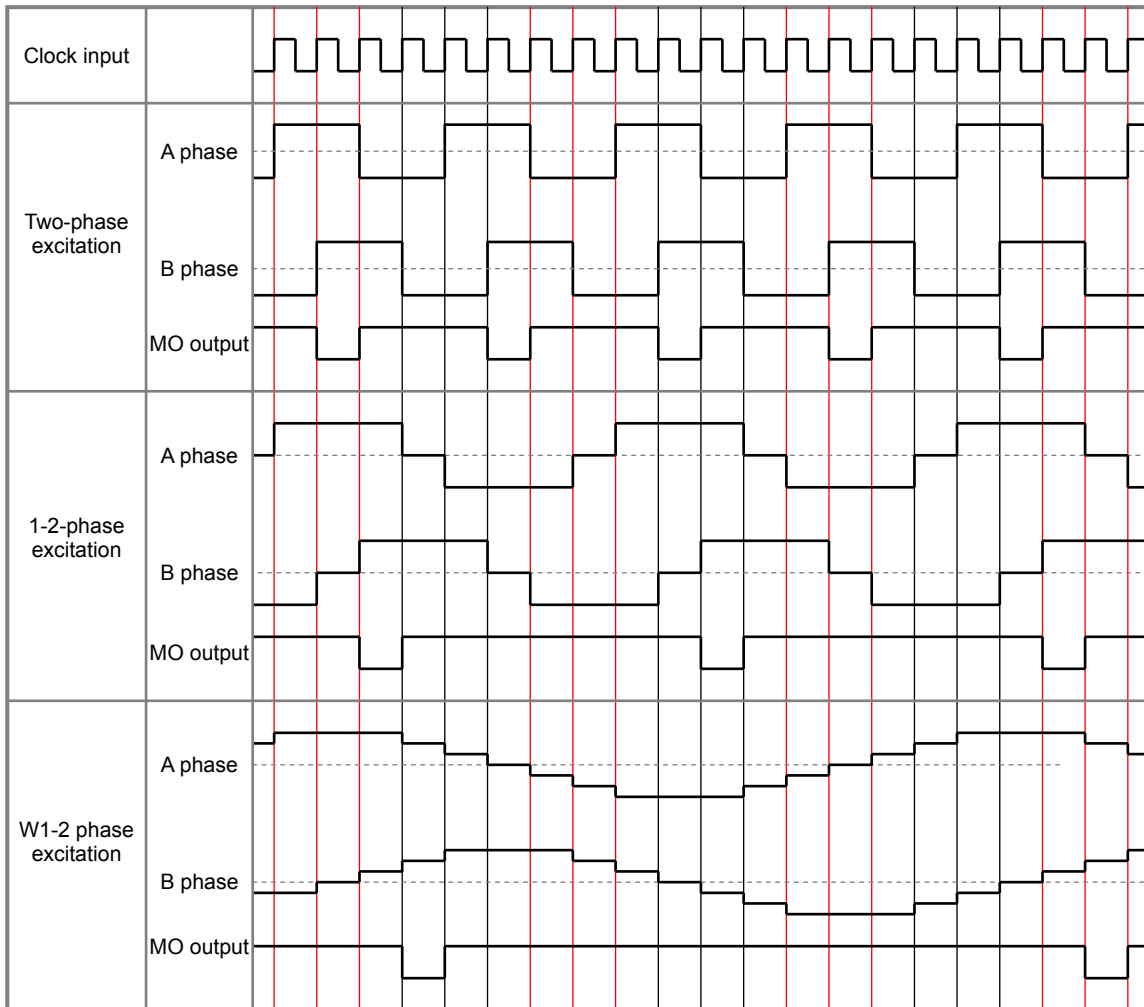 Clock input
Two-phase
excitation
A phase
B phase
MO output
1-2-phase
excitation
A phase
B phase
MO output
W1-2 phase
excitation
A phase
B phase
MO output